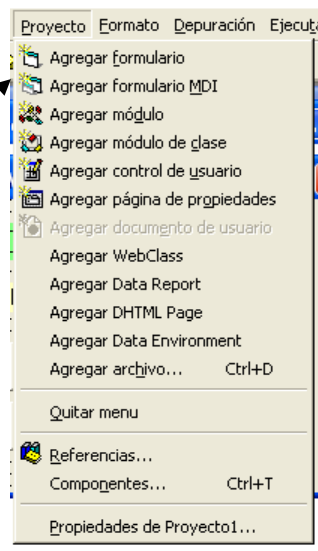 Proyecto Formato Depuración Ejecuta
Agregar formulario
Agregar formulario MDI
Agregar módulo
Agregar módulo de clase
Agregar control de usuario
Agregar página de propiedades
Agregar documento de usuario
Agregar WebClass
Agregar Data Report
Agregar DHTML Page
Agregar Data Environment
Agregar archivo... Ctrl+D
Quitar menu
Referencias...
Componentes... Ctrl+T
Propiedades de Proyecto1...